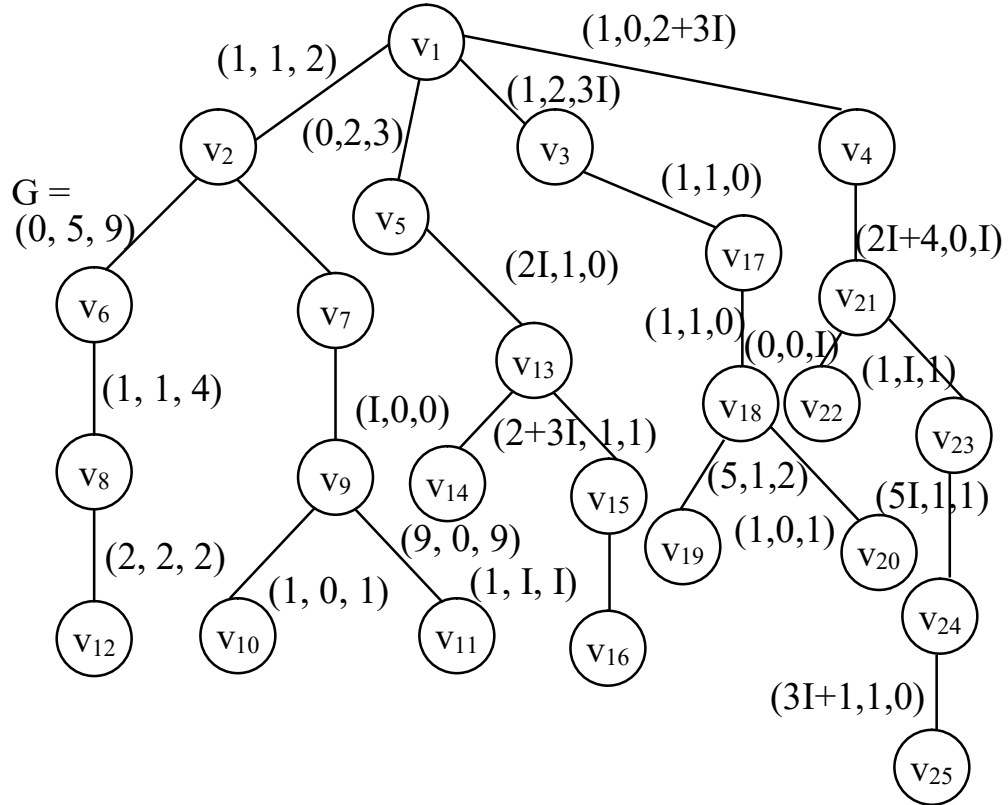 (1,0,2+3I)
v1
(1, 1, 2)
(1,2,3I)
(0,2,3)
v2
v3
v4
G =
(1,1,0)
(0, 5, 9)
v5
v17
(2I+4,0,I)
(2I,1,0)
v6
v7
v21
(1,1,0)
(0,0,I)
v13
(1,I,1)
(1, 1, 4)
(I,0,0)
(2+3I, 1,1)
v18
v22
v23
v8
v9
v14
v15
(5,1,2)
(5I,1,1)
(9, 0, 9)
(1,0,1)
v19
v20
(2, 2, 2)
(1, 0, 1)
(1, I, I)
v12
v10
v11
v16
v24
(3I+1,1,0)
v25